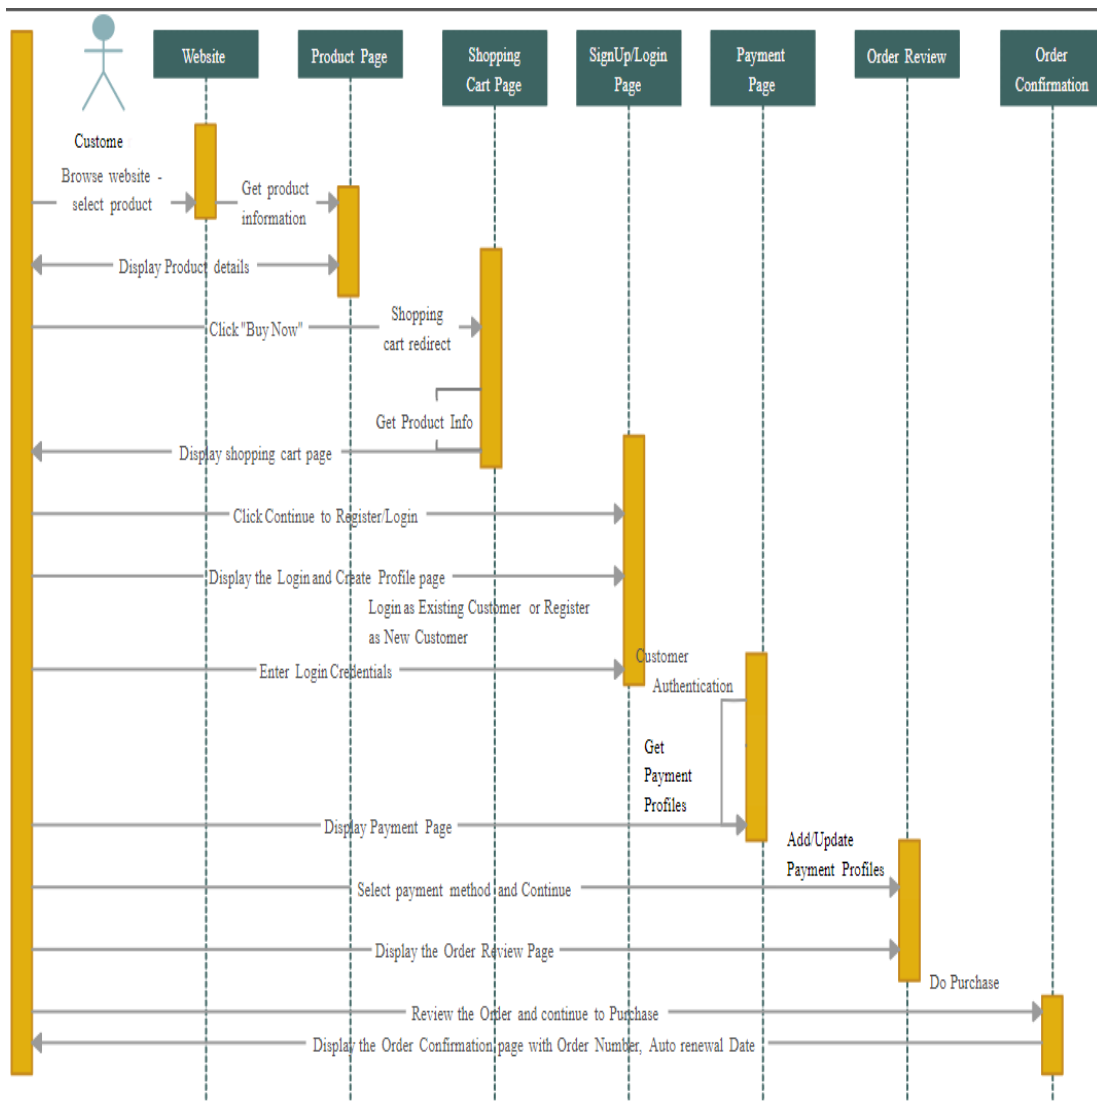 Website
Product Page
Shopping
Cart Page
SignUp/Login
Page
Payment
Page
Order Review
Order
Confirmation
Custome
Browse website -
select product
Get product
information
Display Product details
Click "Buy Now"
Shopping
cart redirect
Get Product Info
Display shopping cart page
Click Continue to Register/Login
Display the Login and Create Profile page
Login as Existing Customer or Register
as New Customer
Enter Login Credentials
Customer
Authentication
Get
Payment
Profiles
Display Payment Page
Add/Update
Payment Profiles
Select payment method and Continue
Display the Order Review Page
Do Purchase
Review the Order and continue to Purchase
Display the Order Confirmation page with Order Number, Auto renewal Date